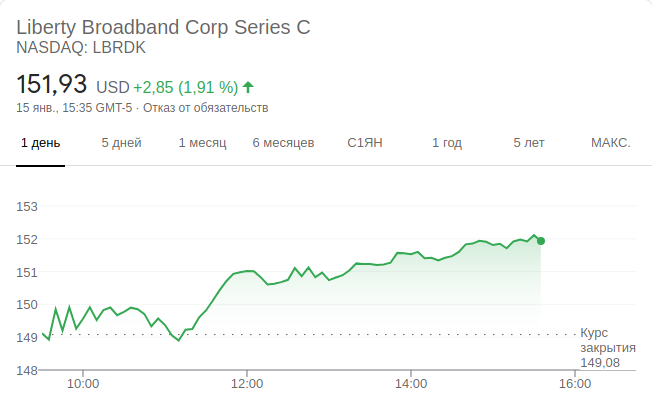 Liberty Broadband Corp Series C
NASDAQ: LBRDK
151,93 USD +2,85 (1,91 %)
15 янв., 15:35 GMT-5 · Отказ от обязательств
1 день 5 дней 1 месяц 6 месяцев С1ЯН 1 год 5 лет МАКС.
153
152
151
150
149
148
Курс
закрытия
149,08
10:00 12:00 14:00 16:00